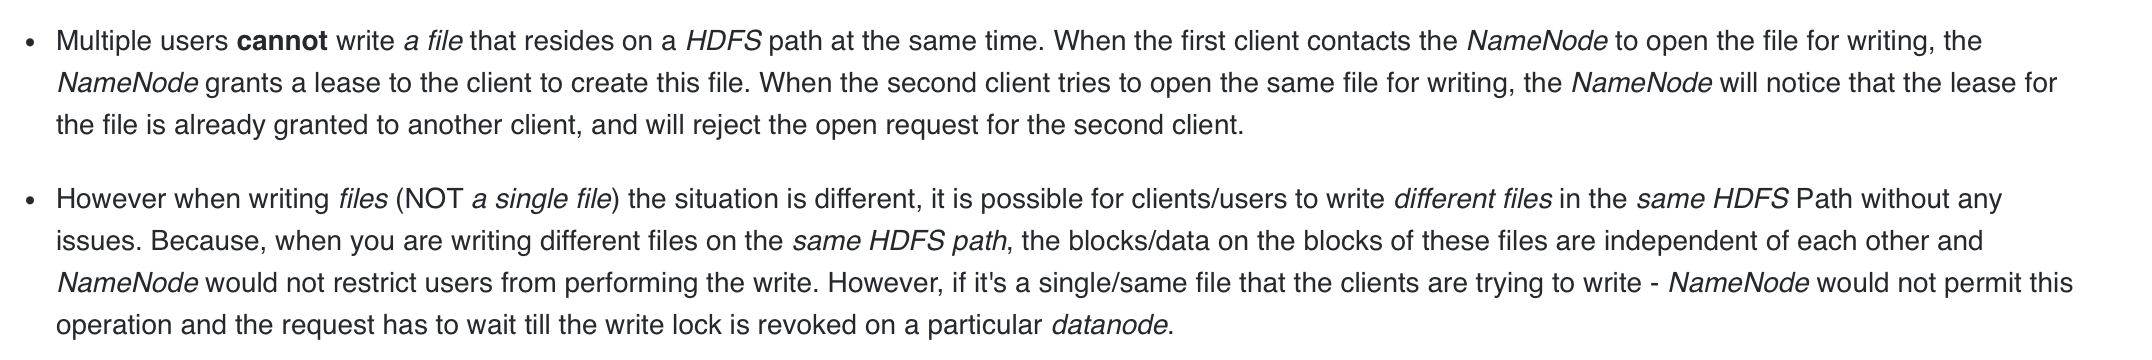 • Multiple users cannot write a file that resides on a HDFS path at the same time. When the first client contacts the NameNode to open the file for writing, the
NameNode grants a lease to the client to create this file. When the second client tries to open the same file for writing, the NameNode will notice that the lease for
the file is already granted to another client, and will reject the open request for the second client.
• However when writing files (NOT a single file) the situation is different, it is possible for clients/users to write different files in the same HDFS Path without any
issues. Because, when you are writing different files on the same HDFS path, the blocks/data on the blocks of these files are independent of each other and
NameNode would not restrict users from performing the write. However, if it's a single/same file that the clients are trying to write - NameNode would not permit this
operation and the request has to wait till the write lock is revoked on a particular datanode.